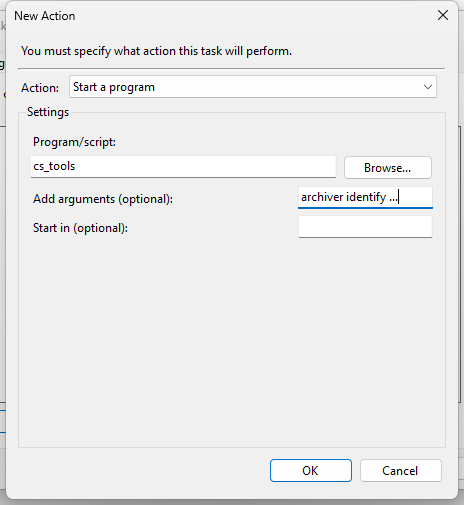 New Action
You must specify what action this task will perform.
Action: Start a program
Settings
Program/script:
cs_tools Browse...
Add arguments (optional): archiver identify ...
Start in (optional):
OK Cancel